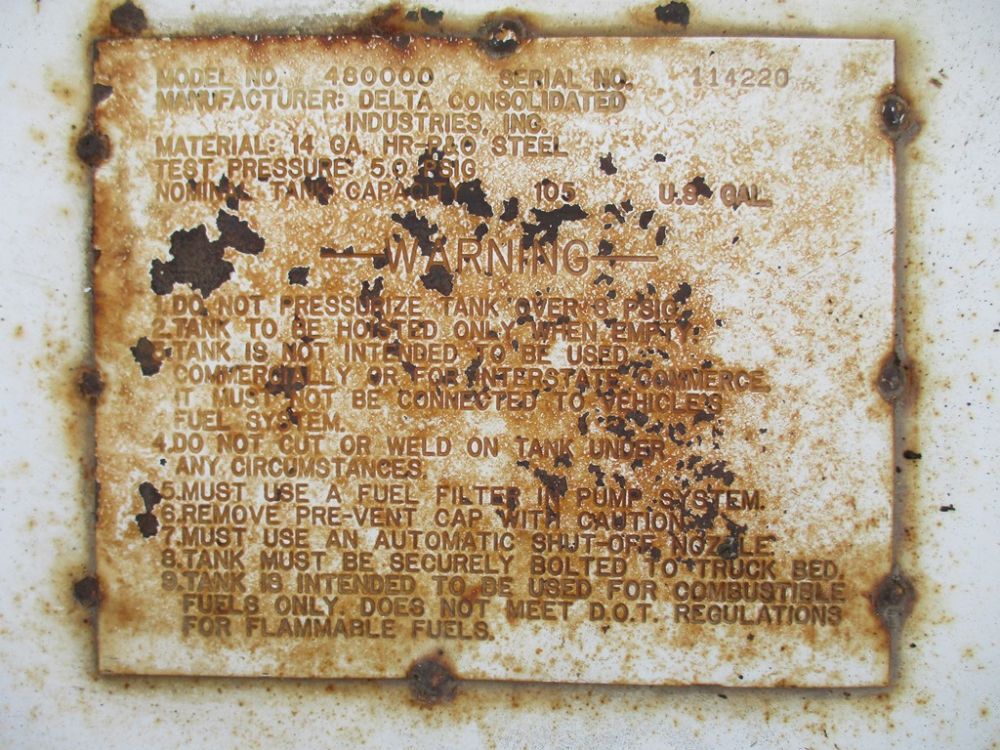 MODEL NO. 480000 SERIAL NO. 114220
MANUFACTURER: DELTA CONSOLIDATED
INDUSTRIES, INC.
MATERIAL: 14 GA. HR-P&O STEEL
TEST PRESSURE 5.0 PSIG
NOMINAL TANK CAPACITY 105 U.S. GAL.
—WARNING—
1.DO NOT PRESSURIZE TANK OVER PSIG.
2.TANK TO BE HOISTED ONLY WHEN EMPTY.
3.TANK IS NOT INTENDED TO BE USED
COMMERCIALLY OR FOR INTERSTATE COMMERCE
IT MUST NOT BE CONNECTED TO VEHICLE'S
FUEL SYSTEM.
4.DO NOT CUT OR WELD ON TANK UNDER
ANY CIRCUMSTANCES.
5.MUST USE A FUEL FILTER IN PUMP SYSTEM.
6.REMOVE PRE-VENT CAP WITH CAUTION.
7.MUST USE AN AUTOMATIC SHUT-OFF NOZZLE.
8.TANK MUST BE SECURELY BOLTED TO TRUCK BED.
9.TANK IS INTENDED TO BE USED FOR COMBUSTIBLE
FUELS ONLY. DOES NOT MEET D.O.T. REGULATIONS
FOR FLAMMABLE FUELS.